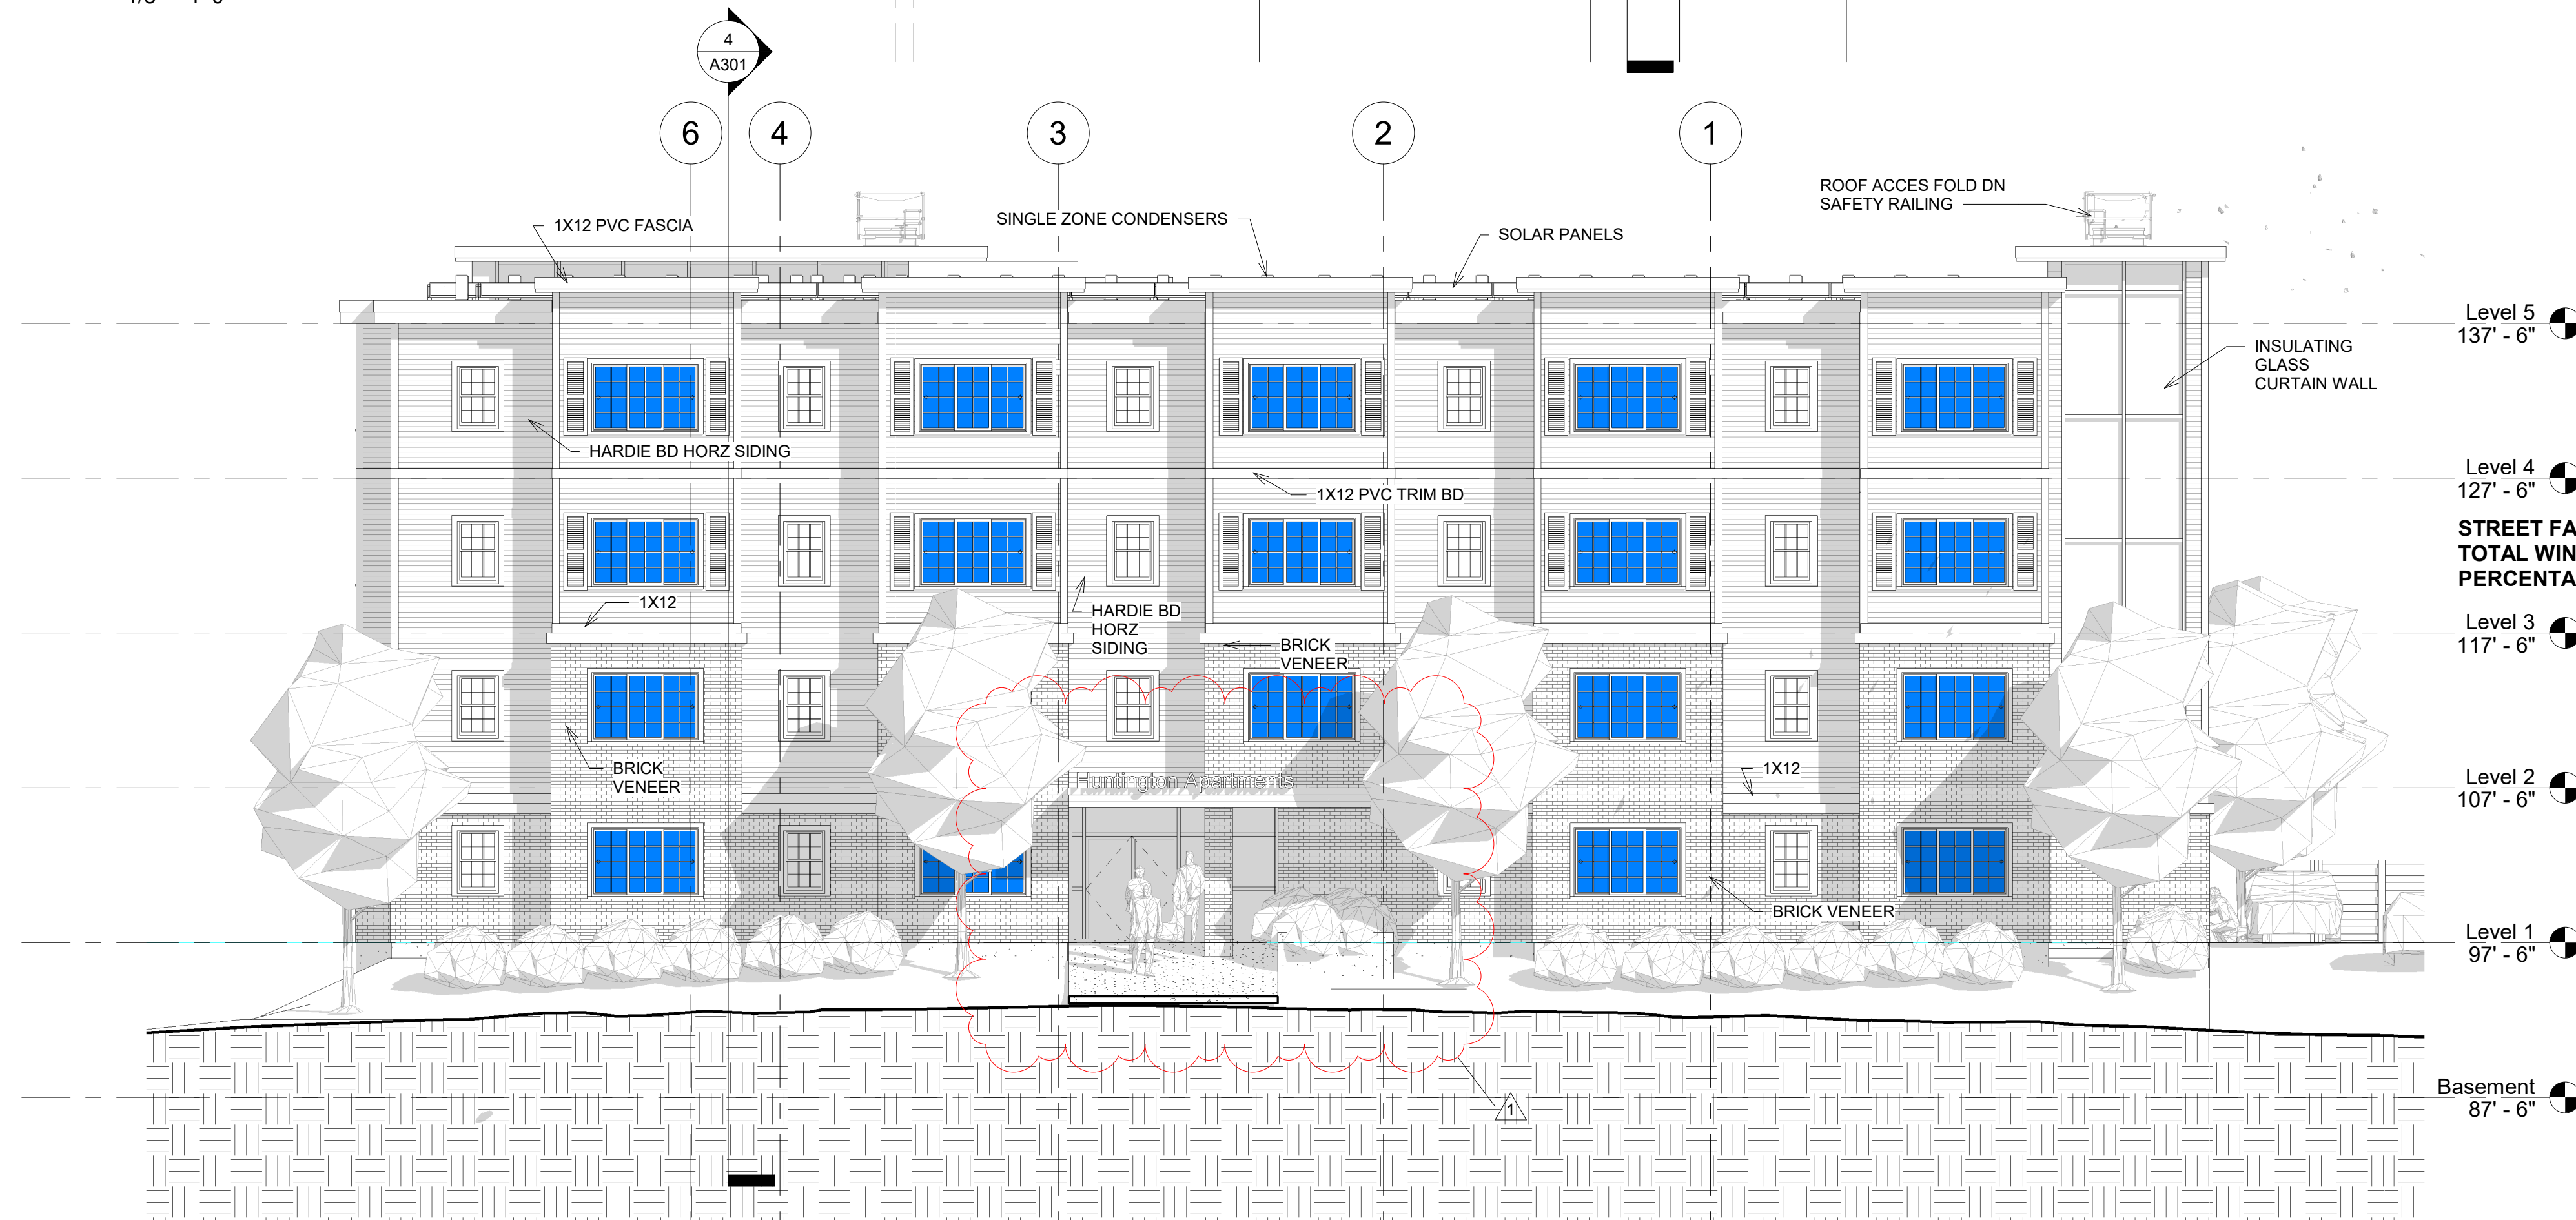 4
A301
6
4
3
2
1
ROOF ACCES FOLD DN
SAFETY RAILING
1X12 PVC FASCIA
SINGLE ZONE CONDENSERS
SOLAR PANELS
Level 5
137' - 6"
INSULATING
GLASS
CURTAIN WALL
HARDIE BD HORZ SIDING
Level 4
127' - 6"
1X12 PVC TRIM BD
STREET FA
TOTAL WIN
PERCENTA
1X12
HARDIE BD
HORZ
SIDING
BRICK
VENEER
Level 3
117' - 6"
BRICK
VENEER
Huntington Apartments
1X12
Level 2
107' - 6"
BRICK VENEER
Level 1
97' - 6"
Basement
87' - 6"
1